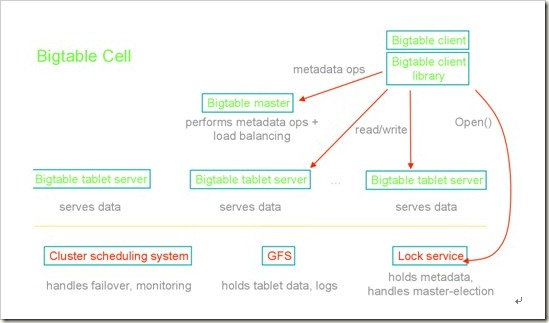 Bigtable client
Bigtable Cell
Bigtable client
library
metadata ops
Bigtable master
performs metadata ops +
load balancing
read/write
Open()
Bigtable tablet server
Bigtable tablet server
...
Bigtable tablet server
serves data
serves data
serves data
Cluster scheduling system
GFS
Lock service
handles failover, monitoring
holds tablet data, logs
holds metadata,
handles master-election